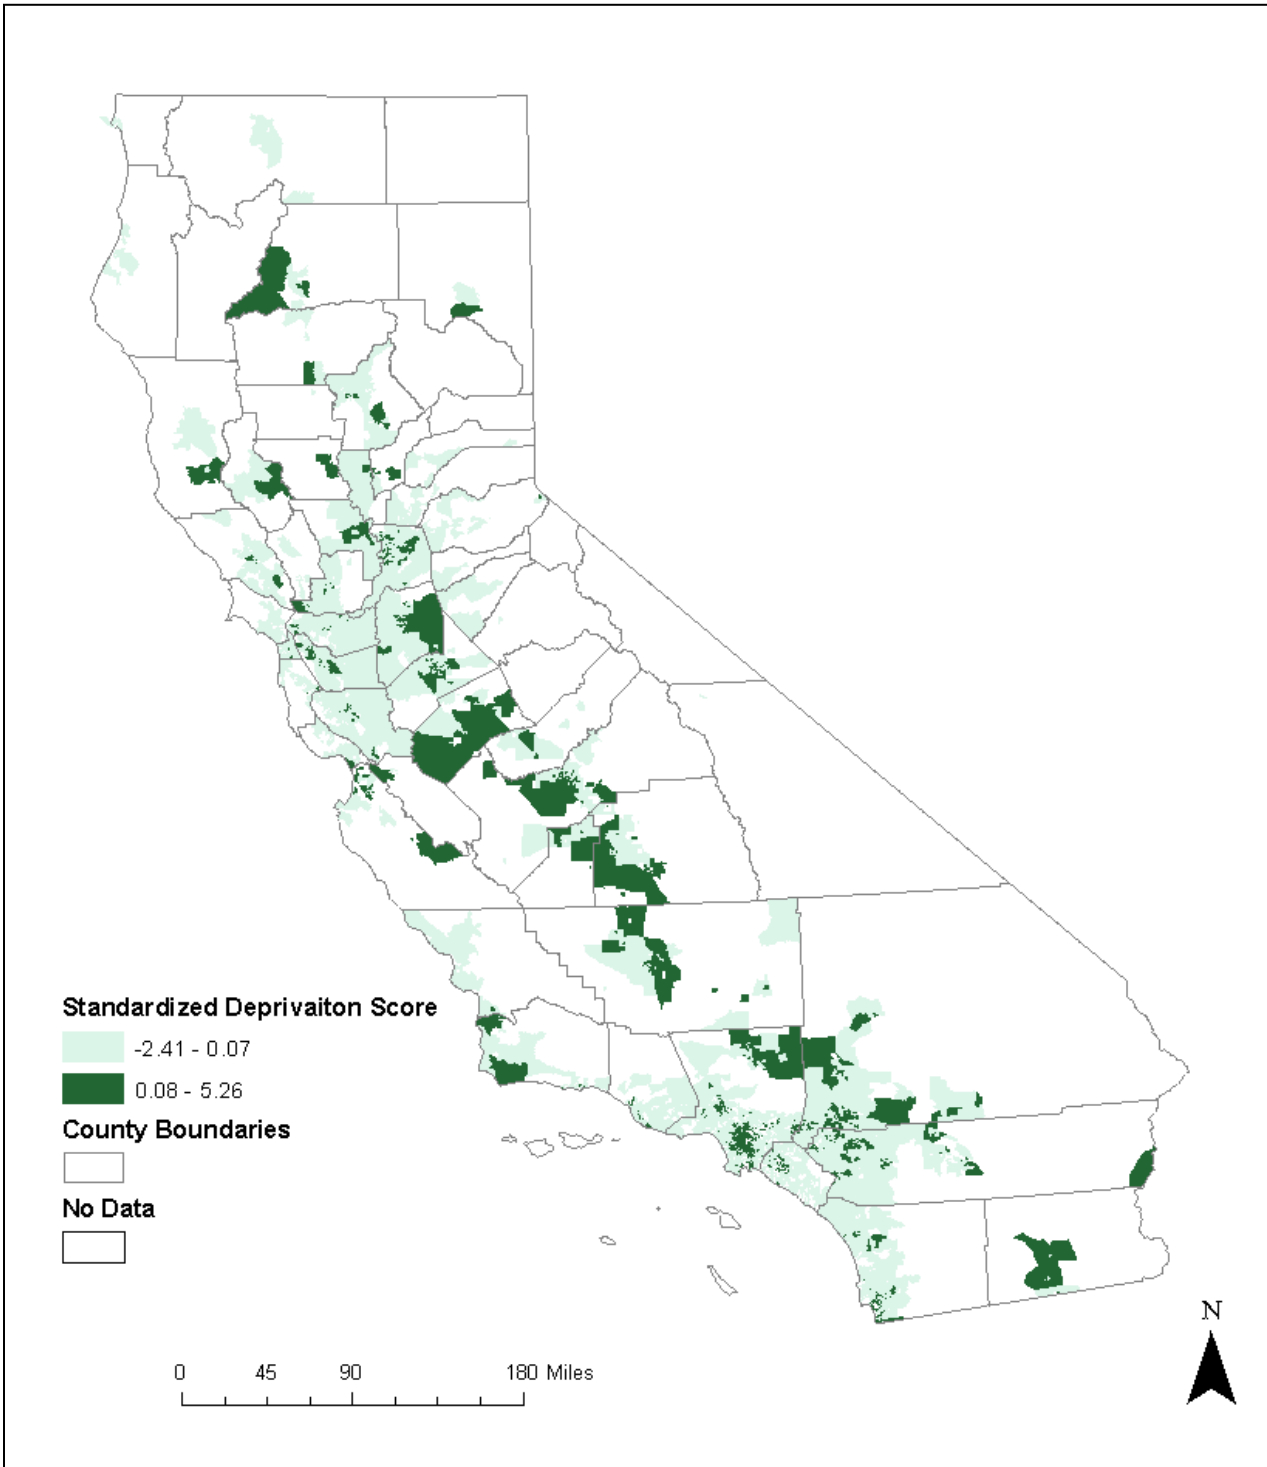 Standardized Deprivaiton Score
-2.41 - 0.07
0.08 - 5.26
County Boundaries
No Data
N
0 45 90 180 Miles